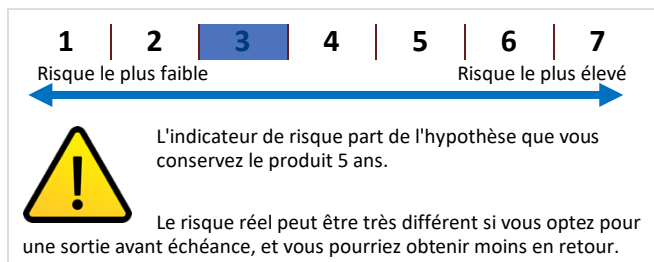 1 2 3 4 5 6 7
Risque le plus faible Risque le plus élevé
L'indicateur de risque part de l'hypothèse que vous
conservez le produit 5 ans.
Le risque réel peut être très différent si vous optez pour
une sortie avant échéance, et vous pourriez obtenir moins en retour.